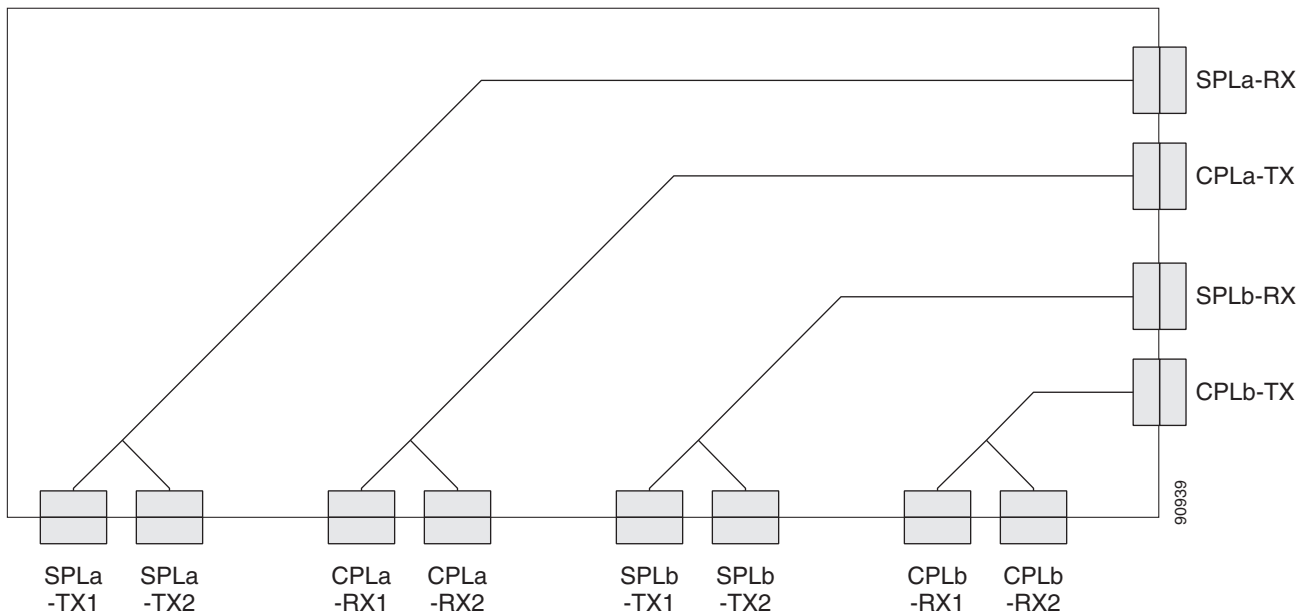 SPLa-RX
CPLa-TX
SPLb-RX
CPLb-TX
90939
SPLa
-TX1
SPLa
-TX2
CPLa
-RX1
CPLa
-RX2
SPLb
-TX1
SPLb
-TX2
CPLb
-RX1
CPLb
-RX2